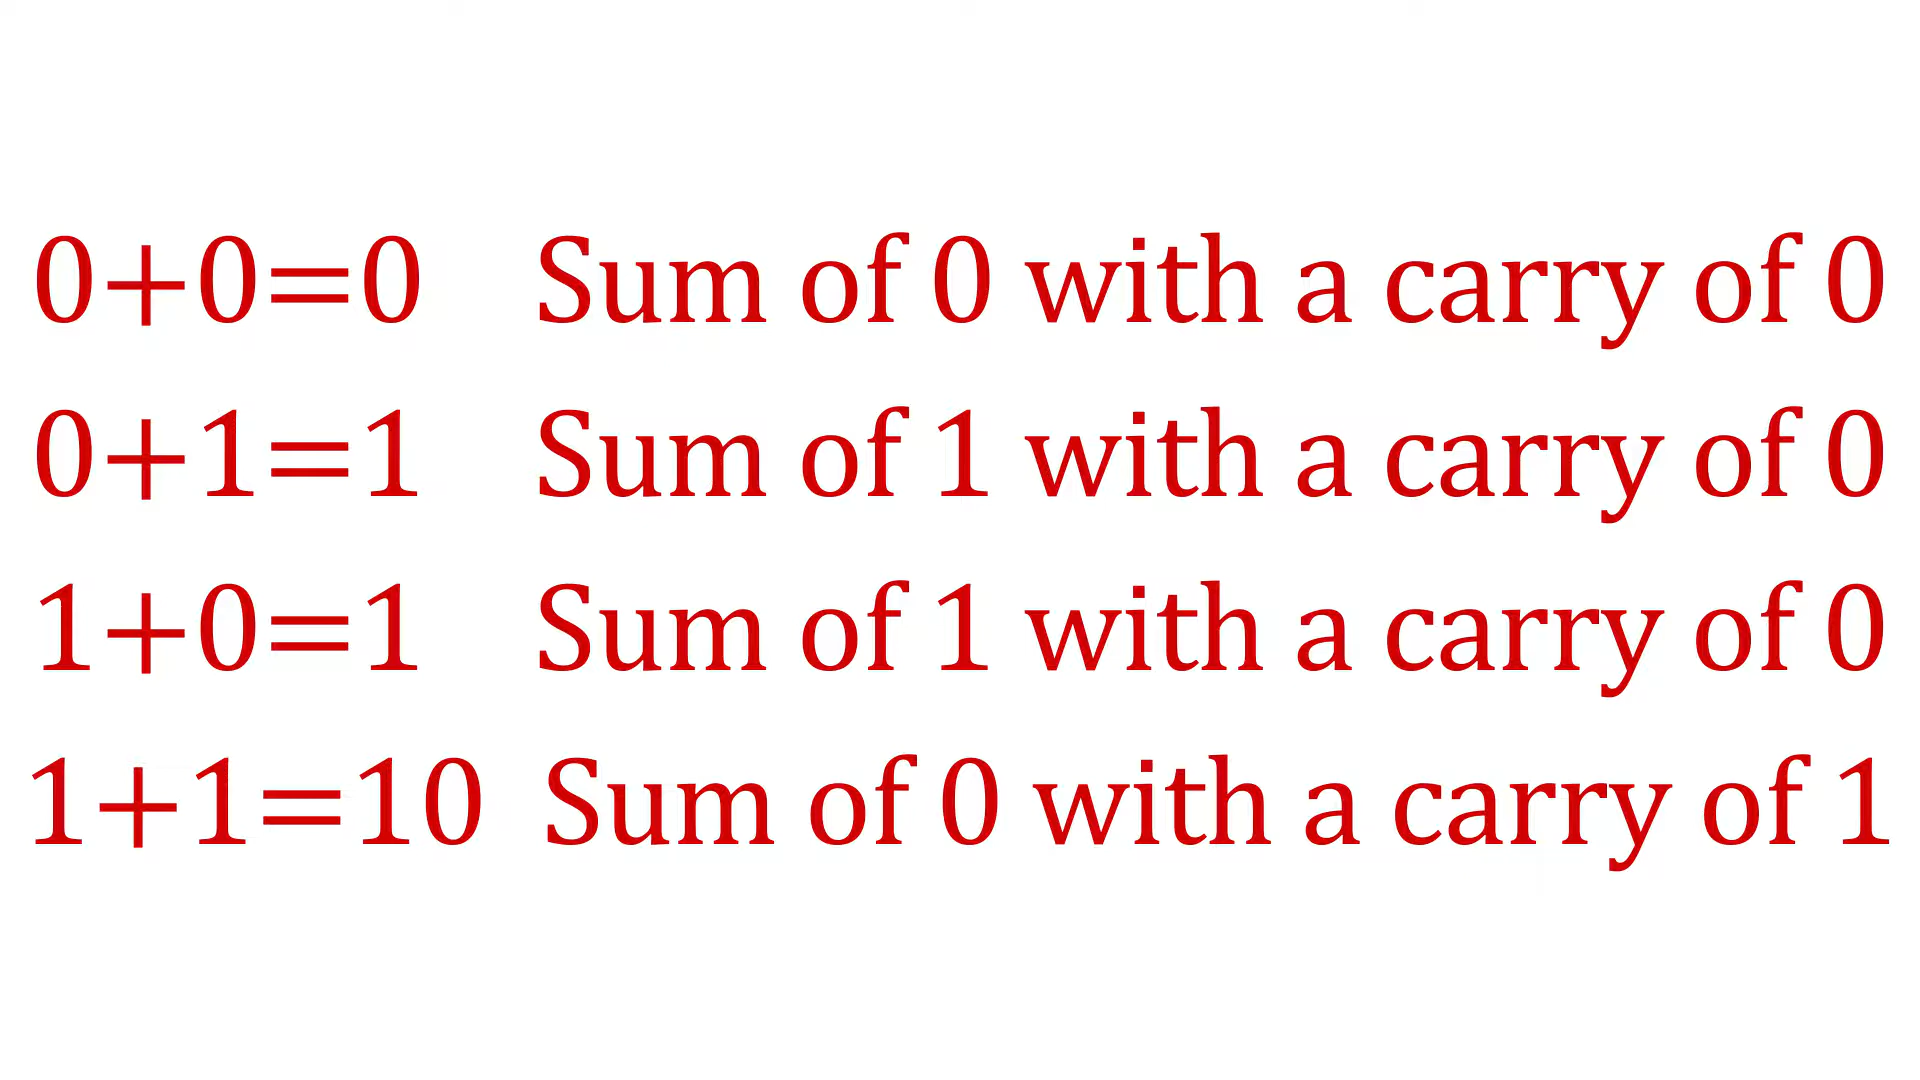 0+0=0 Sum of 0 with a carry of 0
0+1=1 Sum of 1 with a carry of 0
1+0=1 Sum of 1 with a carry of 0
1+1=10 Sum of 0 with a carry of 1